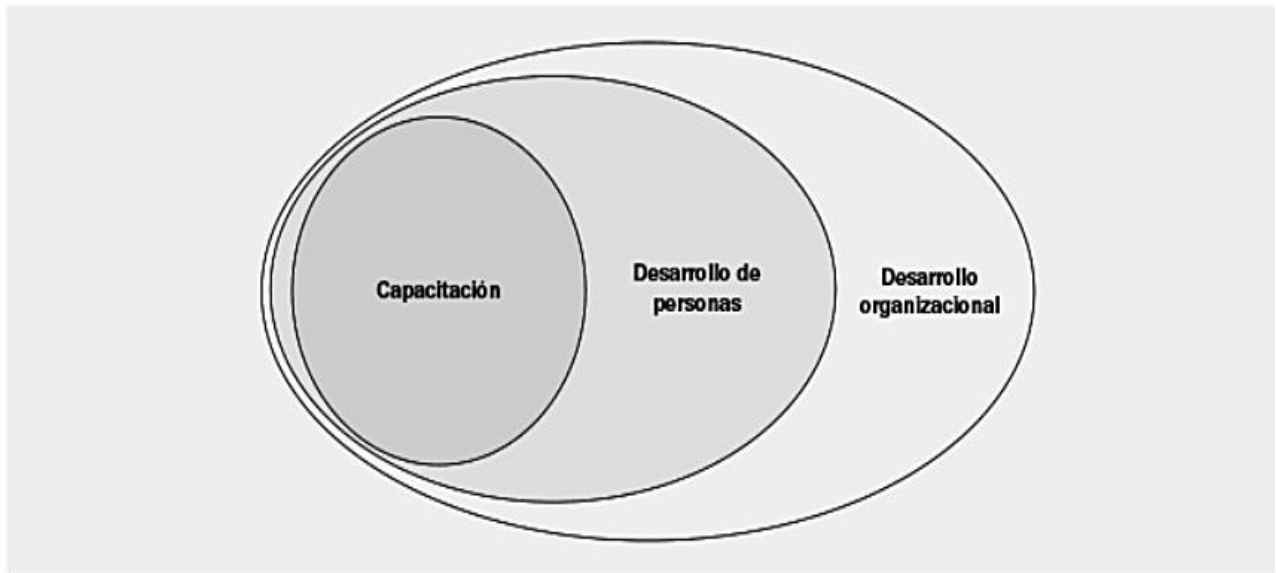 Capacitación
Desarrollo de
personas
Desarrollo
organizacional